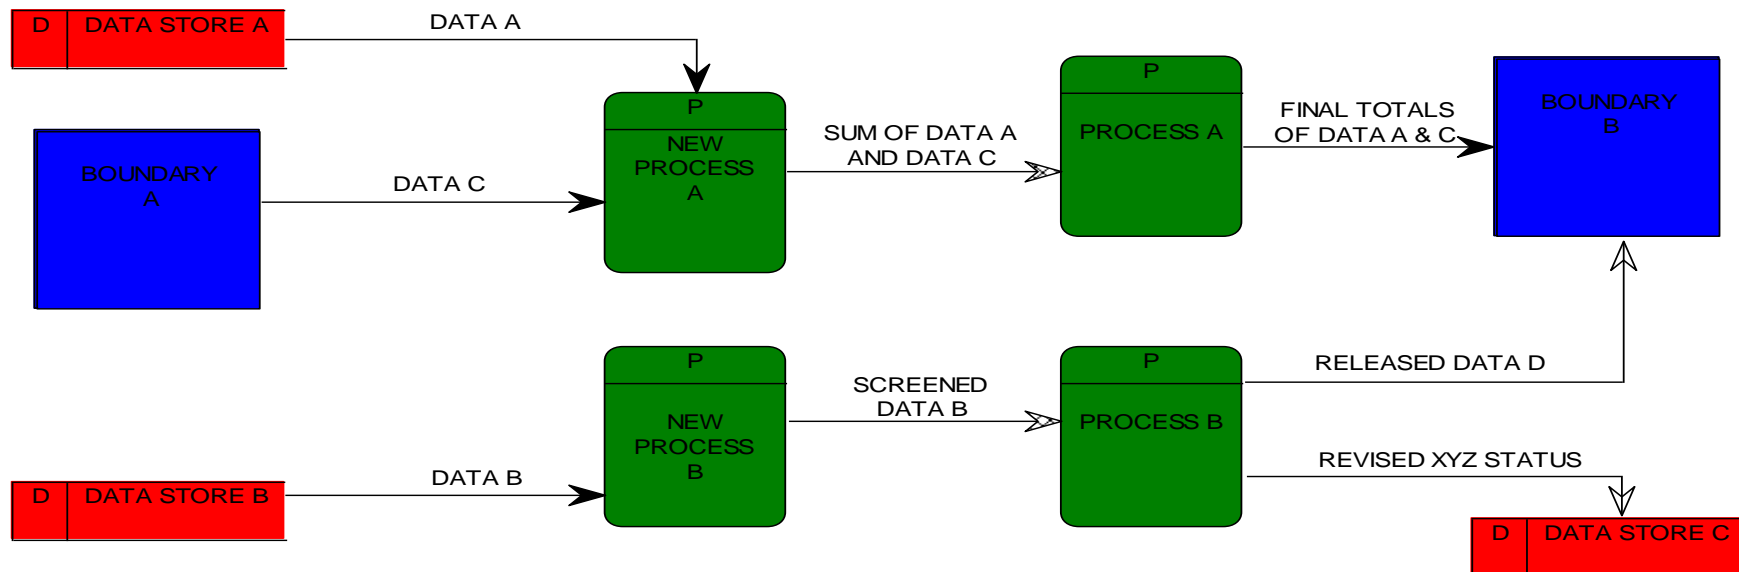 D DATA STORE A
DATA A
P
NEW
PROCESS
A
BOUNDARY
A
DATA C
SUM OF DATA A
AND DATA C
P
PROCESS A
FINAL TOTALS
OF DATA A & C
BOUNDARY
B
P
NEW
PROCESS
B
SCREENED
DATA B
P
PROCESS B
RELEASED DATA D
REVISED XYZ STATUS
D DATA STORE B
DATA B
D DATA STORE C